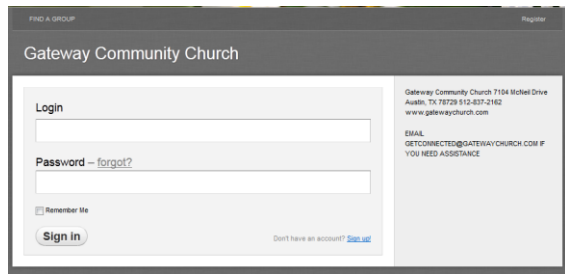 FIND A GROUP
Register
Gateway Community Church
Login
Password – forgot?
Remember Me
Sign in
Don't have an account? Sign up!
Gateway Community Church 7104 McNeil Drive
Austin, TX 78729 512-837-2162
www.gatewaychurch.com
EMAIL
GETCONNECTED@GATEWAYCHURCH.COM IF
YOU NEED ASSISTANCE